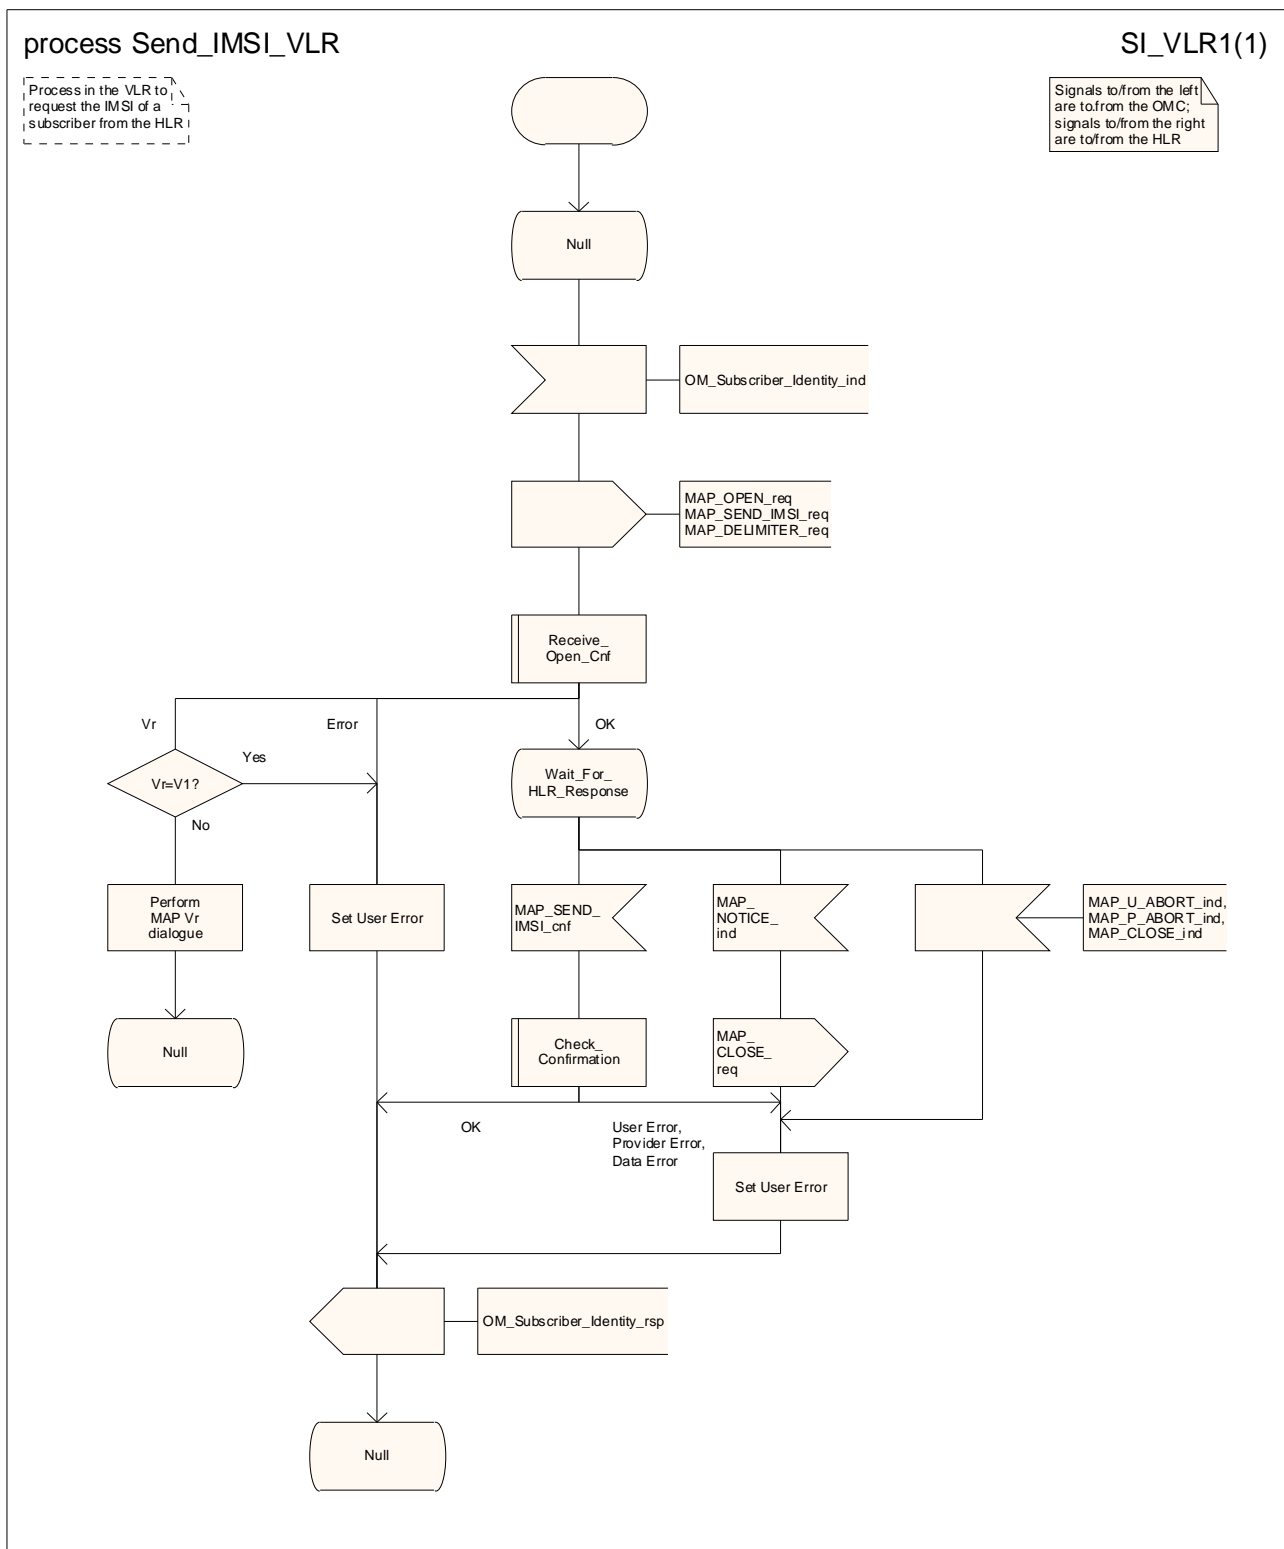 process Send_IMSI_VLR
SI_VLR1(1)
Process in the VLR to
request the IMSI of a
subscriber from the HLR
Signals to/from the left
are to.from the OMC;
signals to/from the right
are to/from the HLR
Null
OM_Subscriber_Identity_ind
MAP_OPEN_req
MAP_SEND_IMSI_req
MAP_DELIMITER_req
Receive_
Open_Cnf
Vr
Error
OK
Yes
Vr=V1?
Wait_For_
HLR_Response
No
Perform
MAP Vr
dialogue
Set User Error
MAP_SEND_
IMSI_cnf
MAP_
NOTICE_
ind
MAP_U_ABORT_ind,
MAP_P_ABORT_ind,
MAP_CLOSE_ind
Null
Check_
Confirmation
MAP_
CLOSE_
req
OK
User Error,
Provider Error,
Data Error
Set User Error
OM_Subscriber_Identity_rsp
Null